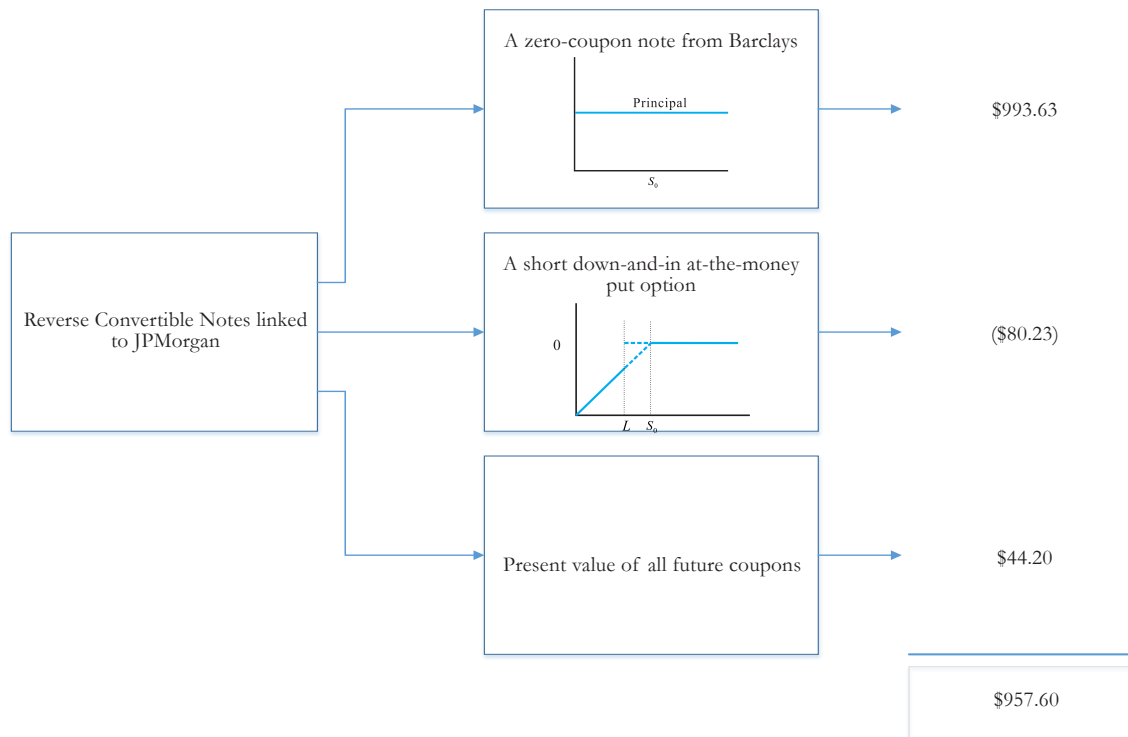 A zero-coupon note from Barclays
Principal
S₀
$993.63
Reverse Convertible Notes linked
to JPMorgan
A short down-and-in at-the-money
put option
0
L S₀
($80.23)
Present value of all future coupons
$44.20
$957.60